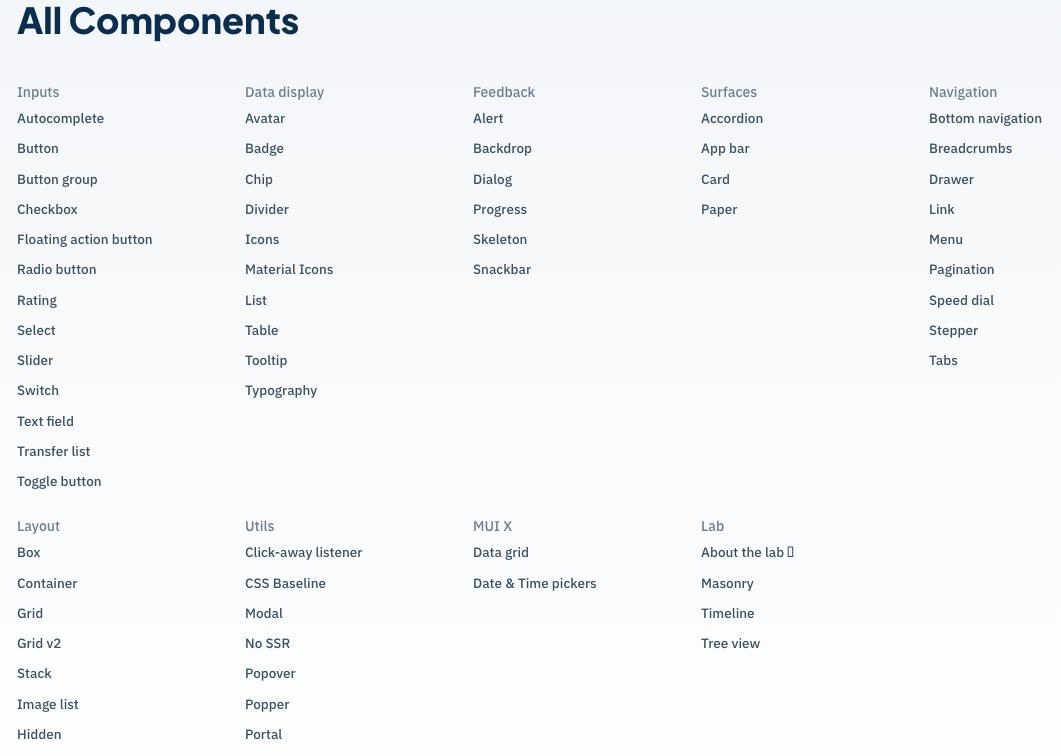 All Components
Inputs
Autocomplete
Button
Button group
Checkbox
Floating action button
Radio button
Rating
Select
Slider
Switch
Text field
Transfer list
Toggle button
Data display
Avatar
Badge
Chip
Divider
Icons
Material Icons
List
Table
Tooltip
Typography
Feedback
Alert
Backdrop
Dialog
Progress
Skeleton
Snackbar
Surfaces
Accordion
App bar
Card
Paper
Navigation
Bottom navigation
Breadcrumbs
Drawer
Link
Menu
Pagination
Speed dial
Stepper
Tabs
Layout
Box
Container
Grid
Grid v2
Stack
Image list
Hidden
Utils
Click-away listener
CSS Baseline
Modal
No SSR
Popover
Popper
Portal
MUI X
Data grid
Date & Time pickers
Lab
About the lab
Masonry
Timeline
Tree view